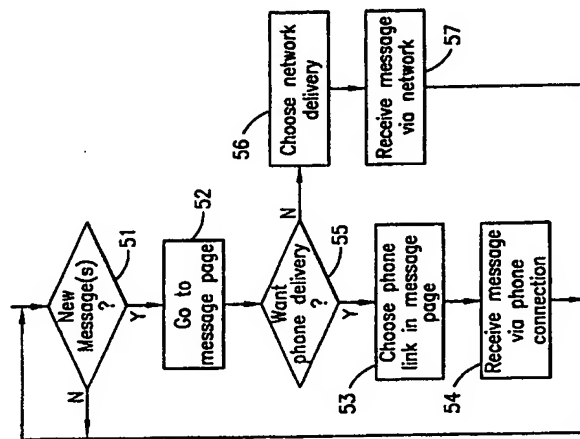 New
Message(s)
?
51
N
Y
Go to
message page
52
Want
phone delivery
?
55
N
Y
Choose network
delivery
56
Receive message
via network
57
Choose phone
link in message
page
53
Receive message
via phone
connection
54